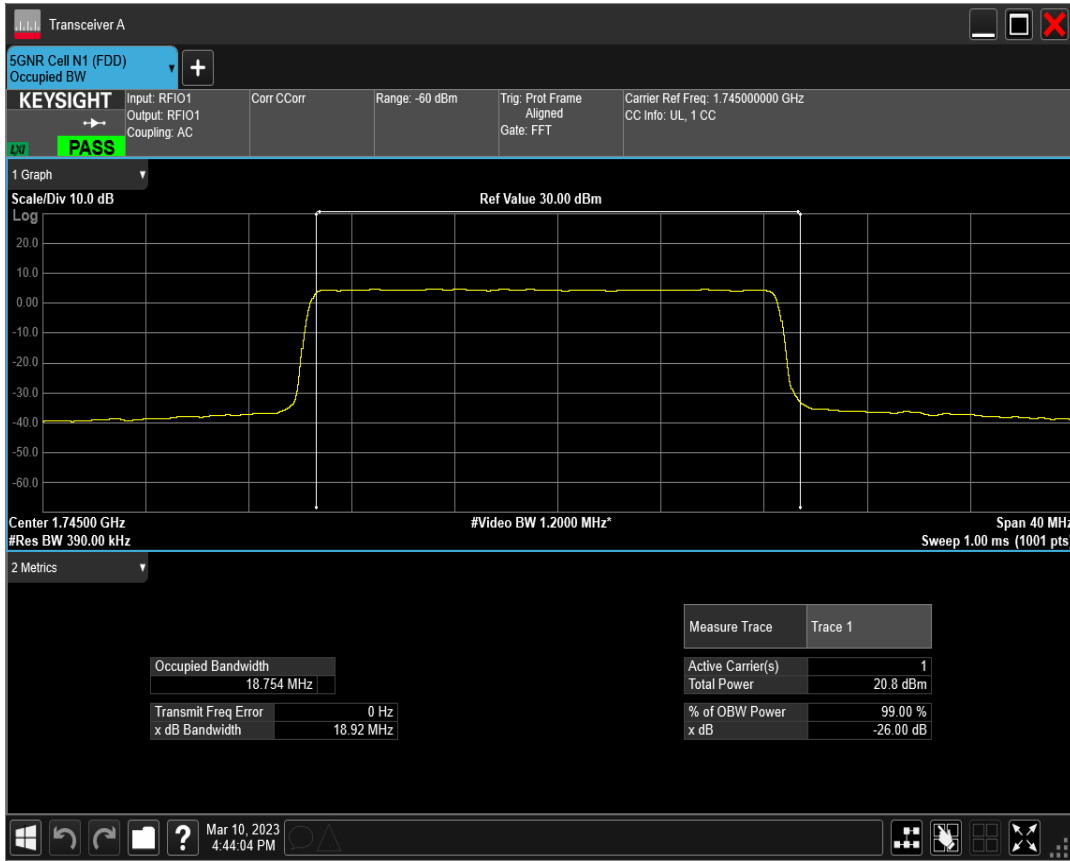 Transceiver A
5GNR Cell N1 (FDD)
Occupied BW
+
KEYSIGHT
LXI
PASS
Input: RFIO1
Output: RFIO1
Coupling: AC
Corr CCorr
Range: -60 dBm
Trig: Prot Frame
Aligned
Gate: FFT
Carrier Ref Freq: 1.745000000 GHz
CC Info: UL, 1 CC
1 Graph
Scale/Div 10.0 dB
Ref Value 30.00 dBm
Log
20.0
10.0
0.00
-10.0
-20.0
-30.0
-40.0
-50.0
-60.0
Center 1.74500 GHz
#Video BW 1.2000 MHz*
Span 40 MHz
#Res BW 390.00 kHz
Sweep 1.00 ms (1001 pts)
2 Metrics
Measure Trace Trace 1
Occupied Bandwidth
18.754 MHz
Active Carrier(s) 1
Total Power 20.8 dBm
Transmit Freq Error 0 Hz
x dB Bandwidth 18.92 MHz
% of OBW Power 99.00 %
x dB -26.00 dB
?
Mar 10, 2023
4:44:04 PM